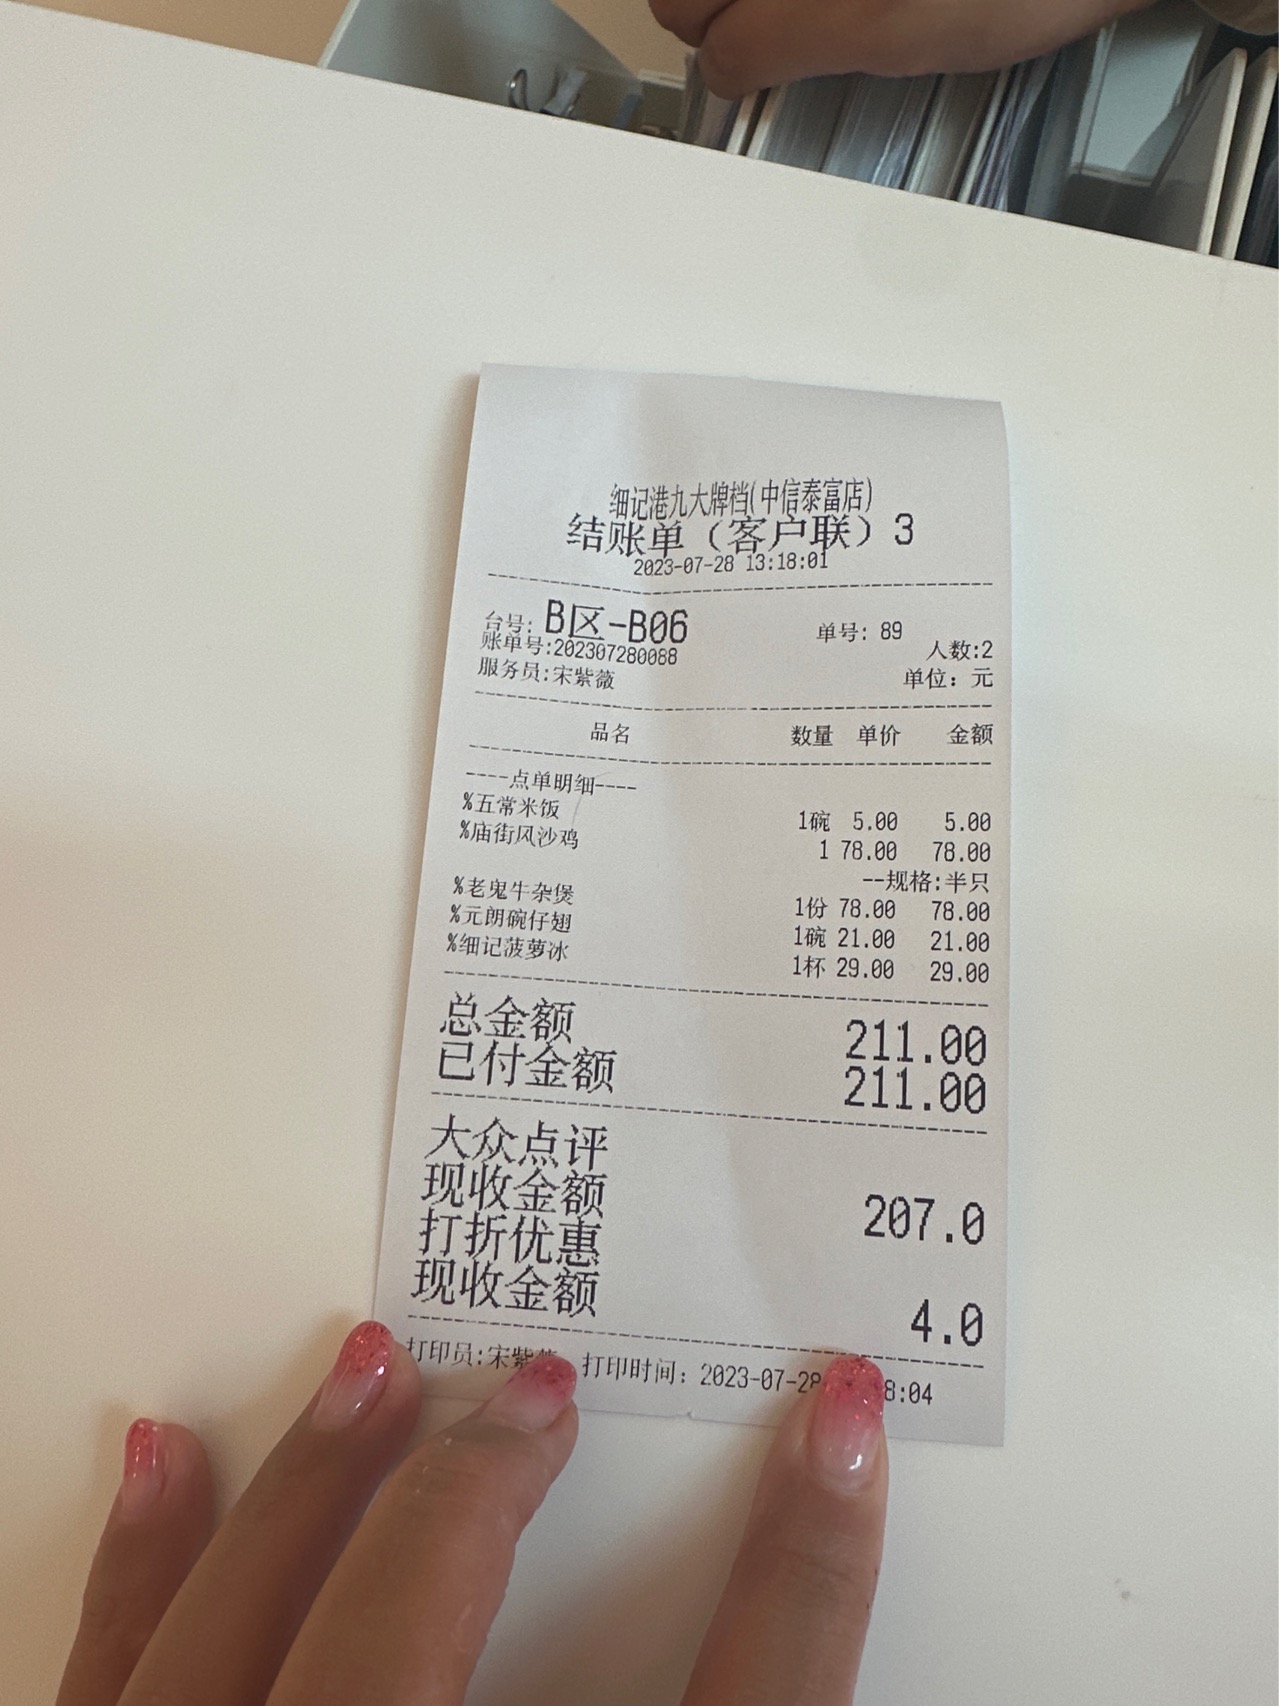 细记港九大牌档(中信泰富店)
结账单（客户联）3
2023-07-28 13:18:01
台号: B区-B06 单号: 89
账单号:202307280088 人数:2
服务员:宋紫薇 单位: 元
品名 数量 单价 金额
----点单明细----
%五常米饭 1碗 5.00 5.00
%庙街风沙鸡 1 78.00 78.00
--规格:半只
%老鬼牛杂煲 1份 78.00 78.00
%元朗碗仔翅 1碗 21.00 21.00
%细记菠萝冰 1杯 29.00 29.00
总金额 211.00
已付金额 211.00
大众点评
现收金额 207.0
打折优惠
现收金额 4.0
打印员:宋紫 打印时间: 2023-07-28 8:04